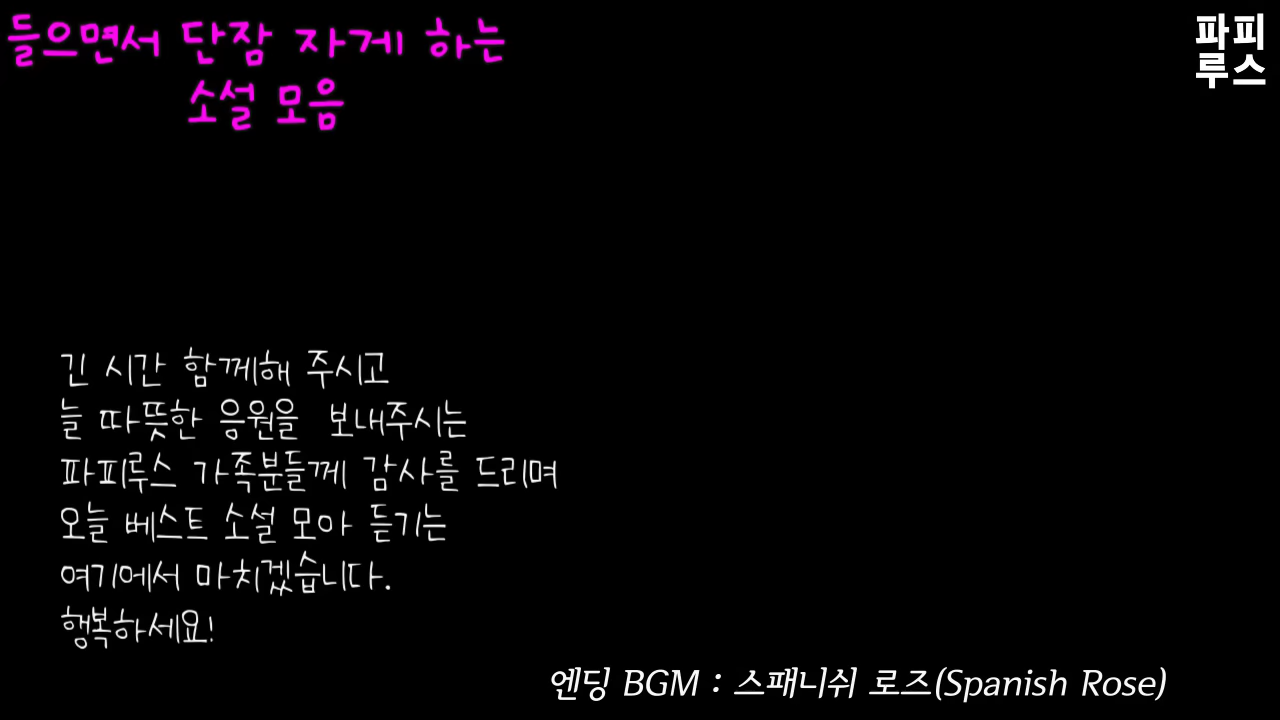 들으면서 단잠 자게 하는
소설 모음
파피
루스
긴 시간 함께해 주시고
늘 따뜻한 응원을 보내주시는
파피루스 가족분들께 감사를 드리며
오늘 베스트 소설 모아 듣기는
여기에서 마치겠습니다.
행복하세요!
엔딩 BGM : 스패니쉬 로즈(Spanish Rose)